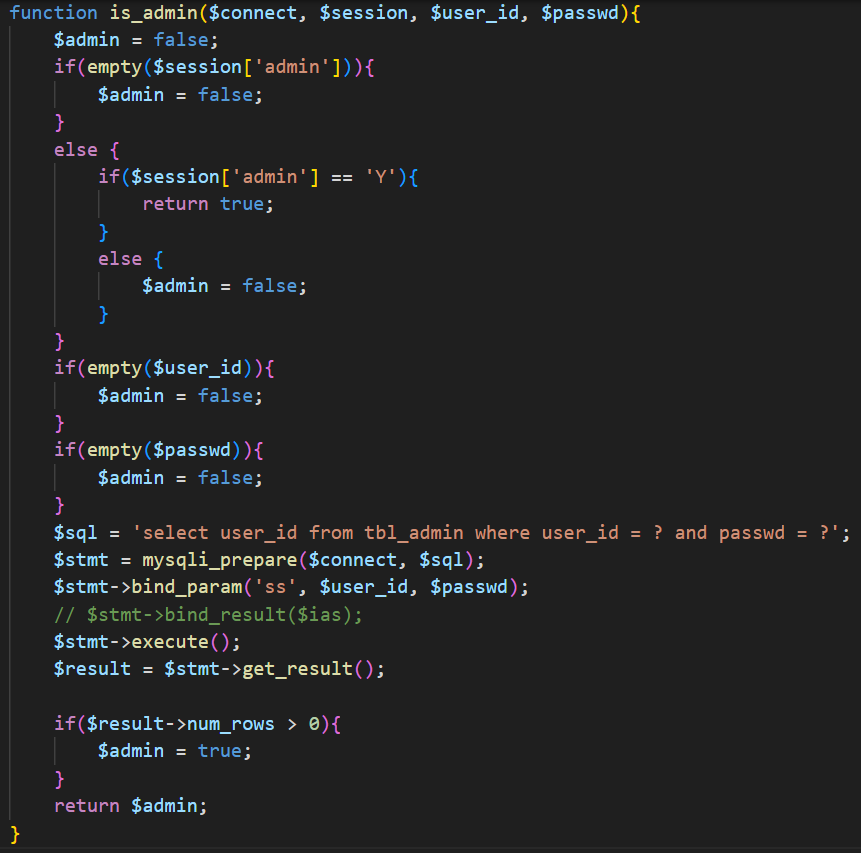 function is_admin($connect, $session, $user_id, $passwd){
    $admin = false;
    if(empty($session['admin'])){
        $admin = false;
    }
    else {
        if($session['admin'] == 'Y'){
            return true;
        }
        else {
            $admin = false;
        }
    }
    if(empty($user_id)){
        $admin = false;
    }
    if(empty($passwd)){
        $admin = false;
    }
    $sql = 'select user_id from tbl_admin where user_id = ? and passwd = ?';
    $stmt = mysqli_prepare($connect, $sql);
    $stmt->bind_param('ss', $user_id, $passwd);
    // $stmt->bind_result($ias);
    $stmt->execute();
    $result = $stmt->get_result();

    if($result->num_rows > 0){
        $admin = true;
    }
    return $admin;
}